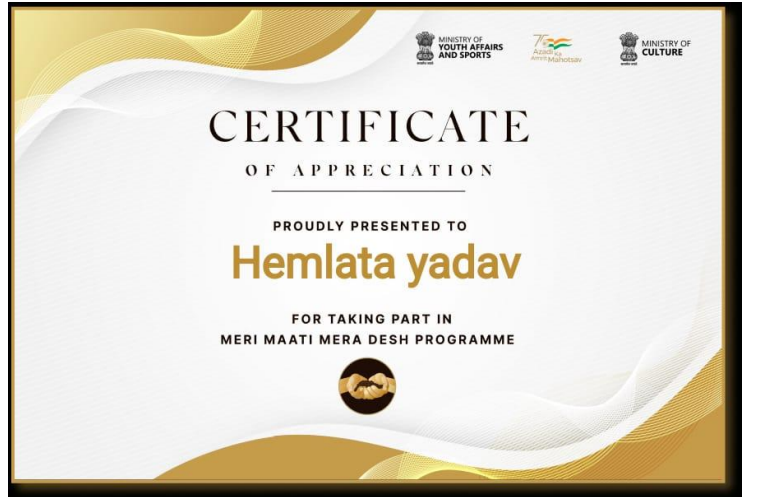 MINISTRY OF
YOUTH AFFAIRS
AND SPORTS
75
Azadi Ka
Amrit Mahotsav
MINISTRY OF
CULTURE
CERTIFICATE
OF APPRECIATION
PROUDLY PRESENTED TO
Hemlata yadav
FOR TAKING PART IN
MERI MAATI MERA DESH PROGRAMME